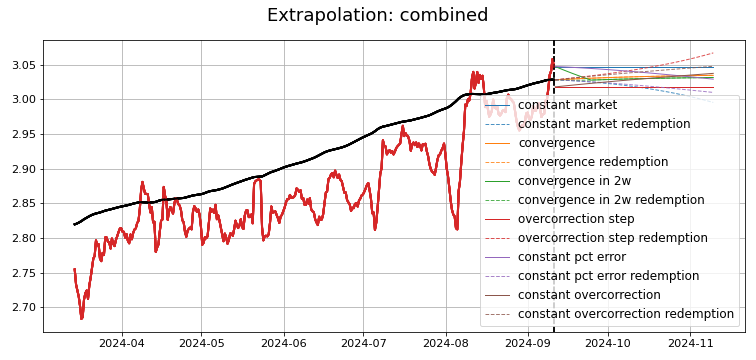 Extrapolation: combined
3.05
3.00
2.95
2.90
2.85
2.80
2.75
2.70
constant market
constant market redemption
convergence
convergence redemption
convergence in 2w
convergence in 2w redemption
overcorrection step
overcorrection step redemption
constant pct error
constant pct error redemption
constant overcorrection
constant overcorrection redemption
2024-04 2024-05 2024-06 2024-07 2024-08 2024-09 2024-10 2024-11